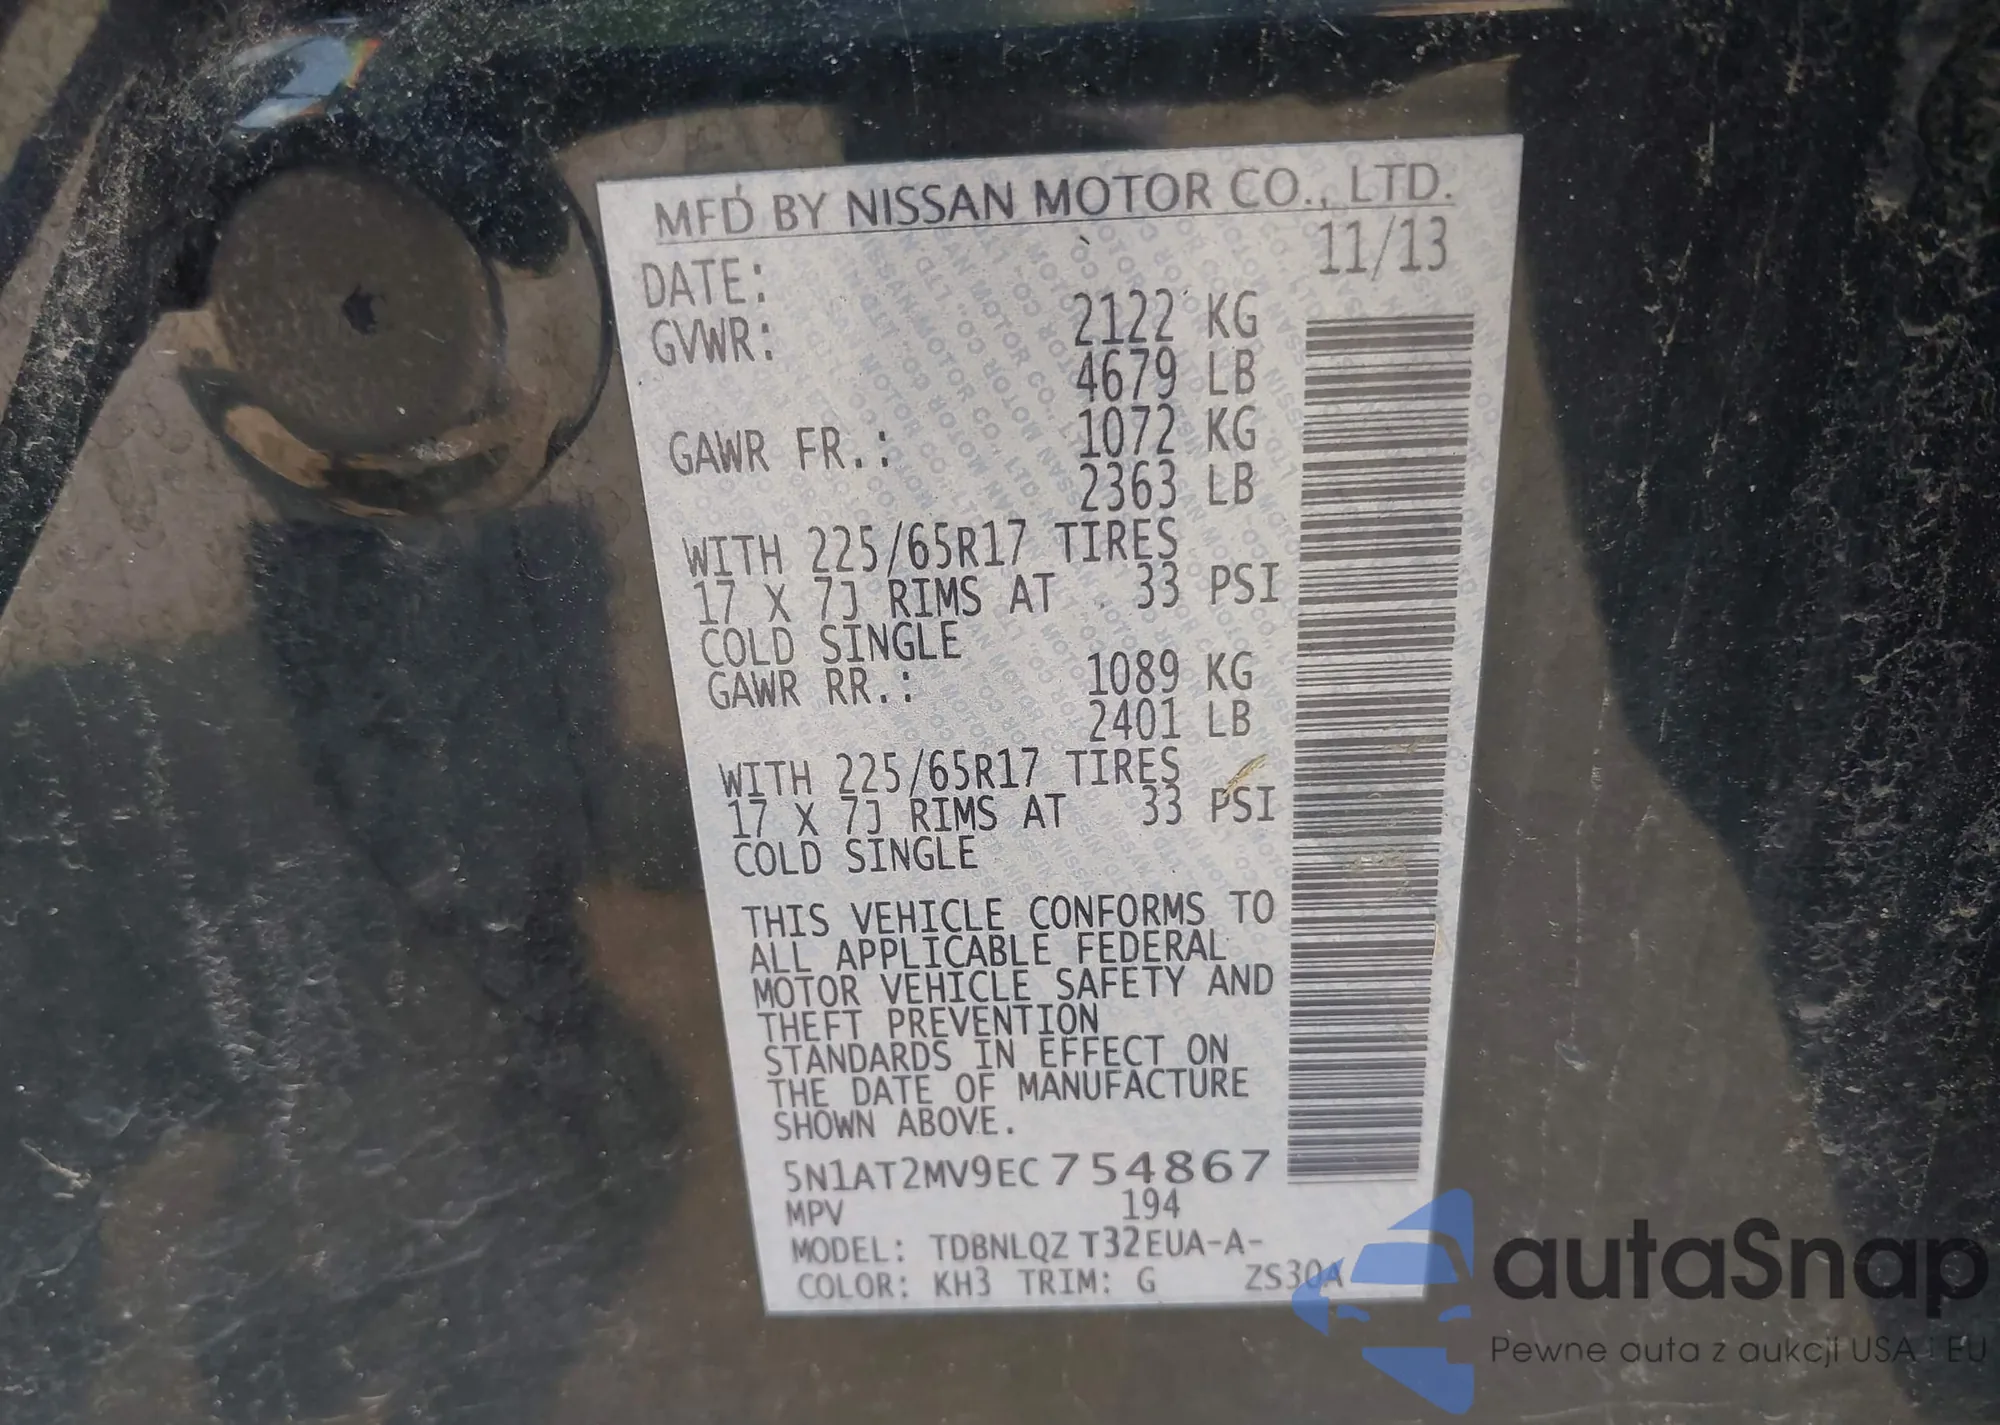 MFD BY NISSAN MOTOR CO., LTD.
DATE: 11/13
GVWR: 2122 KG
4679 LB
GAWR FR.: 1072 KG
2363 LB
WITH 225/65R17 TIRES
17 X 7J RIMS AT 33 PSI
COLD SINGLE
GAWR RR.: 1089 KG
2401 LB
WITH 225/65R17 TIRES
17 X 7J RIMS AT 33 PSI
COLD SINGLE
THIS VEHICLE CONFORMS TO
ALL APPLICABLE FEDERAL
MOTOR VEHICLE SAFETY AND
THEFT PREVENTION
STANDARDS IN EFFECT ON
THE DATE OF MANUFACTURE
SHOWN ABOVE.
5N1AT2MV9EC754867
MPV 194
MODEL: TDBNLQZ T32EUA-A-
COLOR: KH3 TRIM: G ZS30A
autaSnap
Pewne auta z aukcji USA i EU